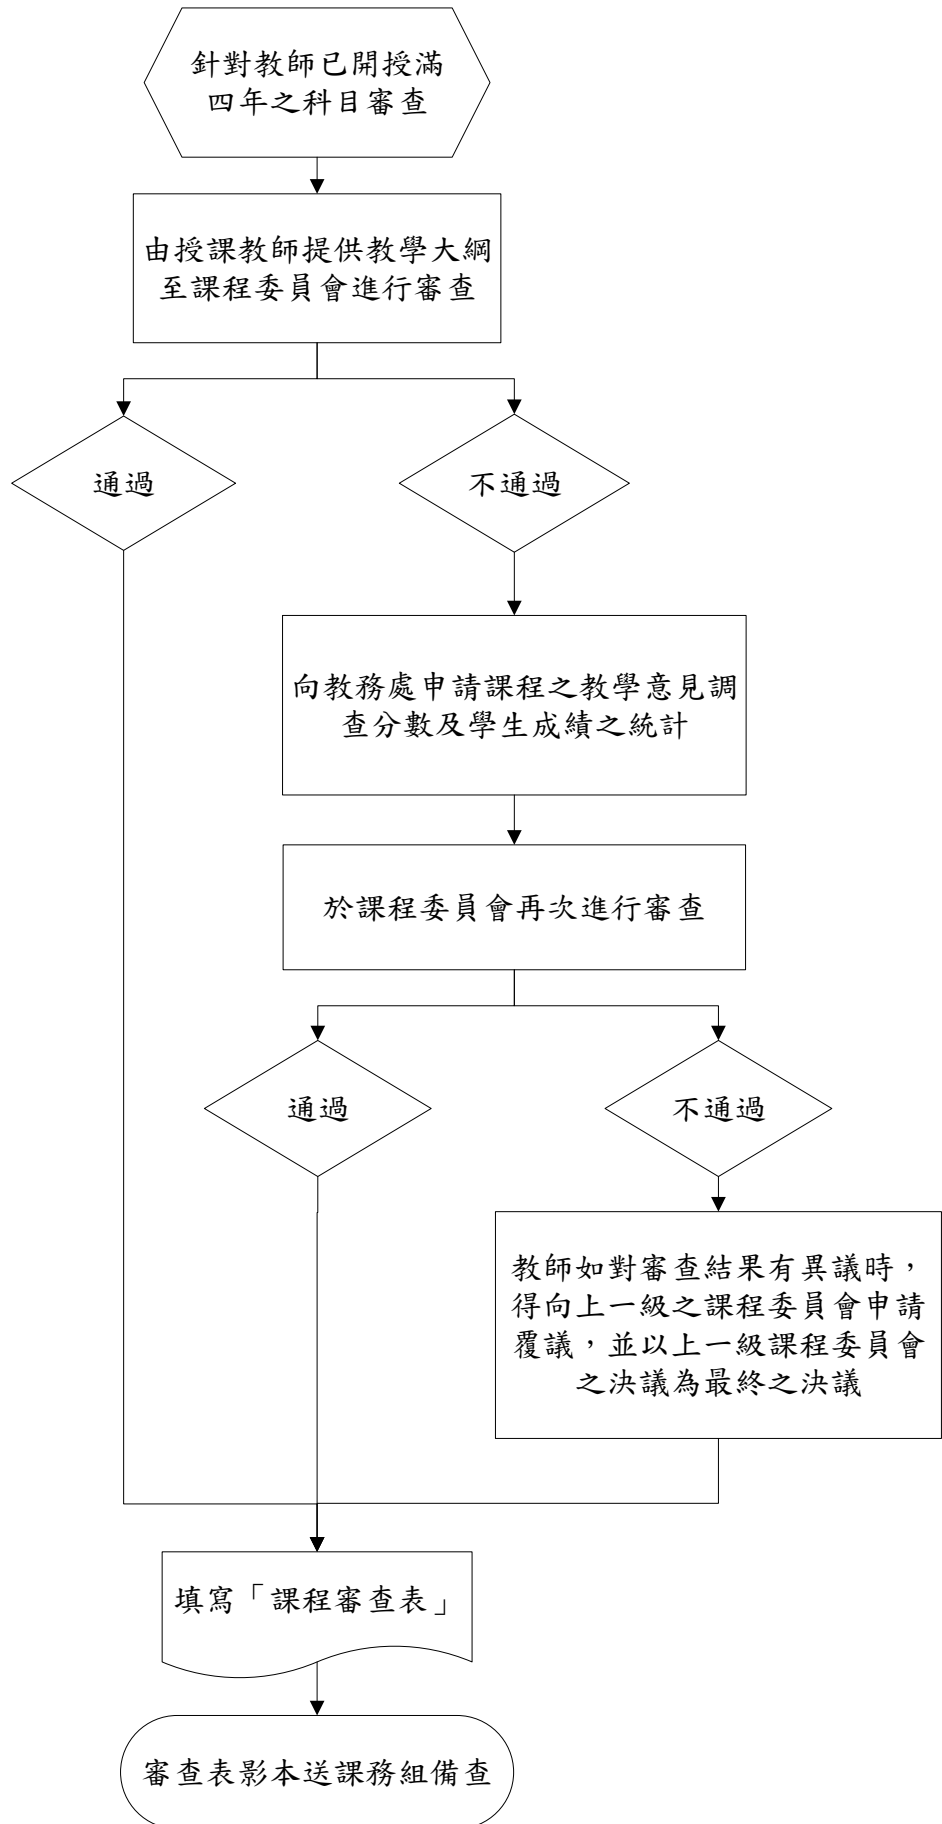 針對教師已開授滿
四年之科目審查
由授課教師提供教學大綱
至課程委員會進行審查
通過
不通過
向教務處申請課程之教學意見調
查分數及學生成績之統計
於課程委員會再次進行審查
通過
不通過
教師如對審查結果有異議時，
得向上一級之課程委員會申請
覆議，並以上一級課程委員會
之決議為最終之決議
填寫「課程審查表」
審查表影本送課務組備查